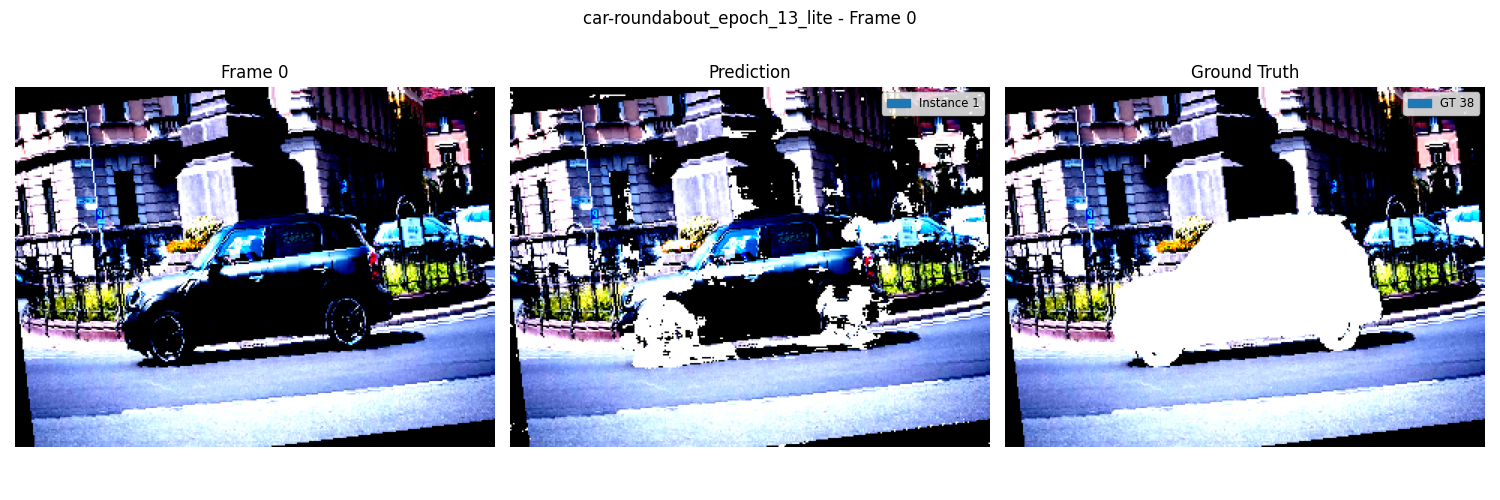 car-roundabout_epoch_13_lite - Frame 0
Frame 0
Prediction
Ground Truth
Instance 1
GT 38